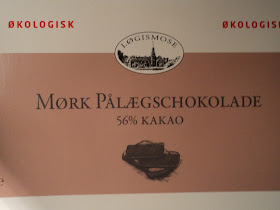 ØKOLOGISK ØKOLOGISK
LØGISMOSE
MØRK PÅLÆGSCHOKOLADE
56% KAKAO